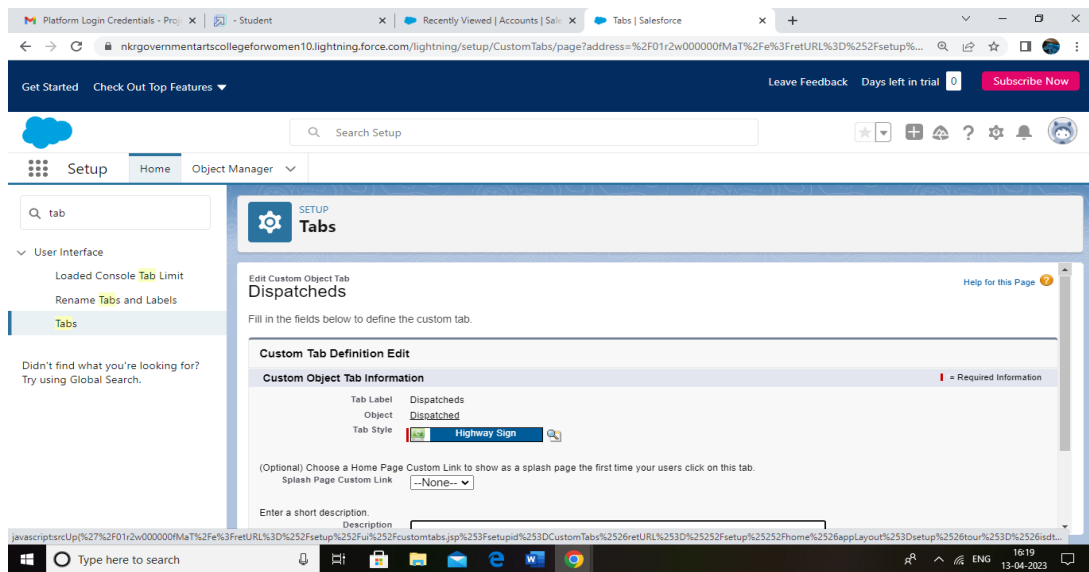 Platform Login Credentials - Proj
- Student
Recently Viewed | Accounts | Sale
Tabs | Salesforce
nkrgovernmentartscollegeforwomen10.lightning.force.com/lightning/setup/CustomTabs/page?address=%2F01r2w000000fMaT%2Fe%3FretURL%3D%252Fsetup%...
Get Started Check Out Top Features
Leave Feedback Days left in trial 0 Subscribe Now
Search Setup
Setup Home Object Manager
tab
User Interface
Loaded Console Tab Limit
Rename Tabs and Labels
Tabs
Didn't find what you're looking for?
Try using Global Search.
SETUP
Tabs
Edit Custom Object Tab
Dispatcheds
Help for this Page
Fill in the fields below to define the custom tab.
Custom Tab Definition Edit
Custom Object Tab Information
= Required Information
Tab Label Dispatcheds
Object Dispatched
Tab Style Highway Sign
(Optional) Choose a Home Page Custom Link to show as a splash page the first time your users click on this tab.
Splash Page Custom Link --None--
Enter a short description.
Description
javascript:srcUp(%27%2F01r2w000000fMaT%2Fe%3FretURL%3D%252Fsetup%252Fui%252Fcustomtabs.jsp%253Fsetupid%253DCustomTabs%2526retURL%253D%25252Fsetup%25252Fhome%2526appLayout%253Dsetup%2526tour%253D%2526isdt...
Type here to search
ENG
16:19
13-04-2023